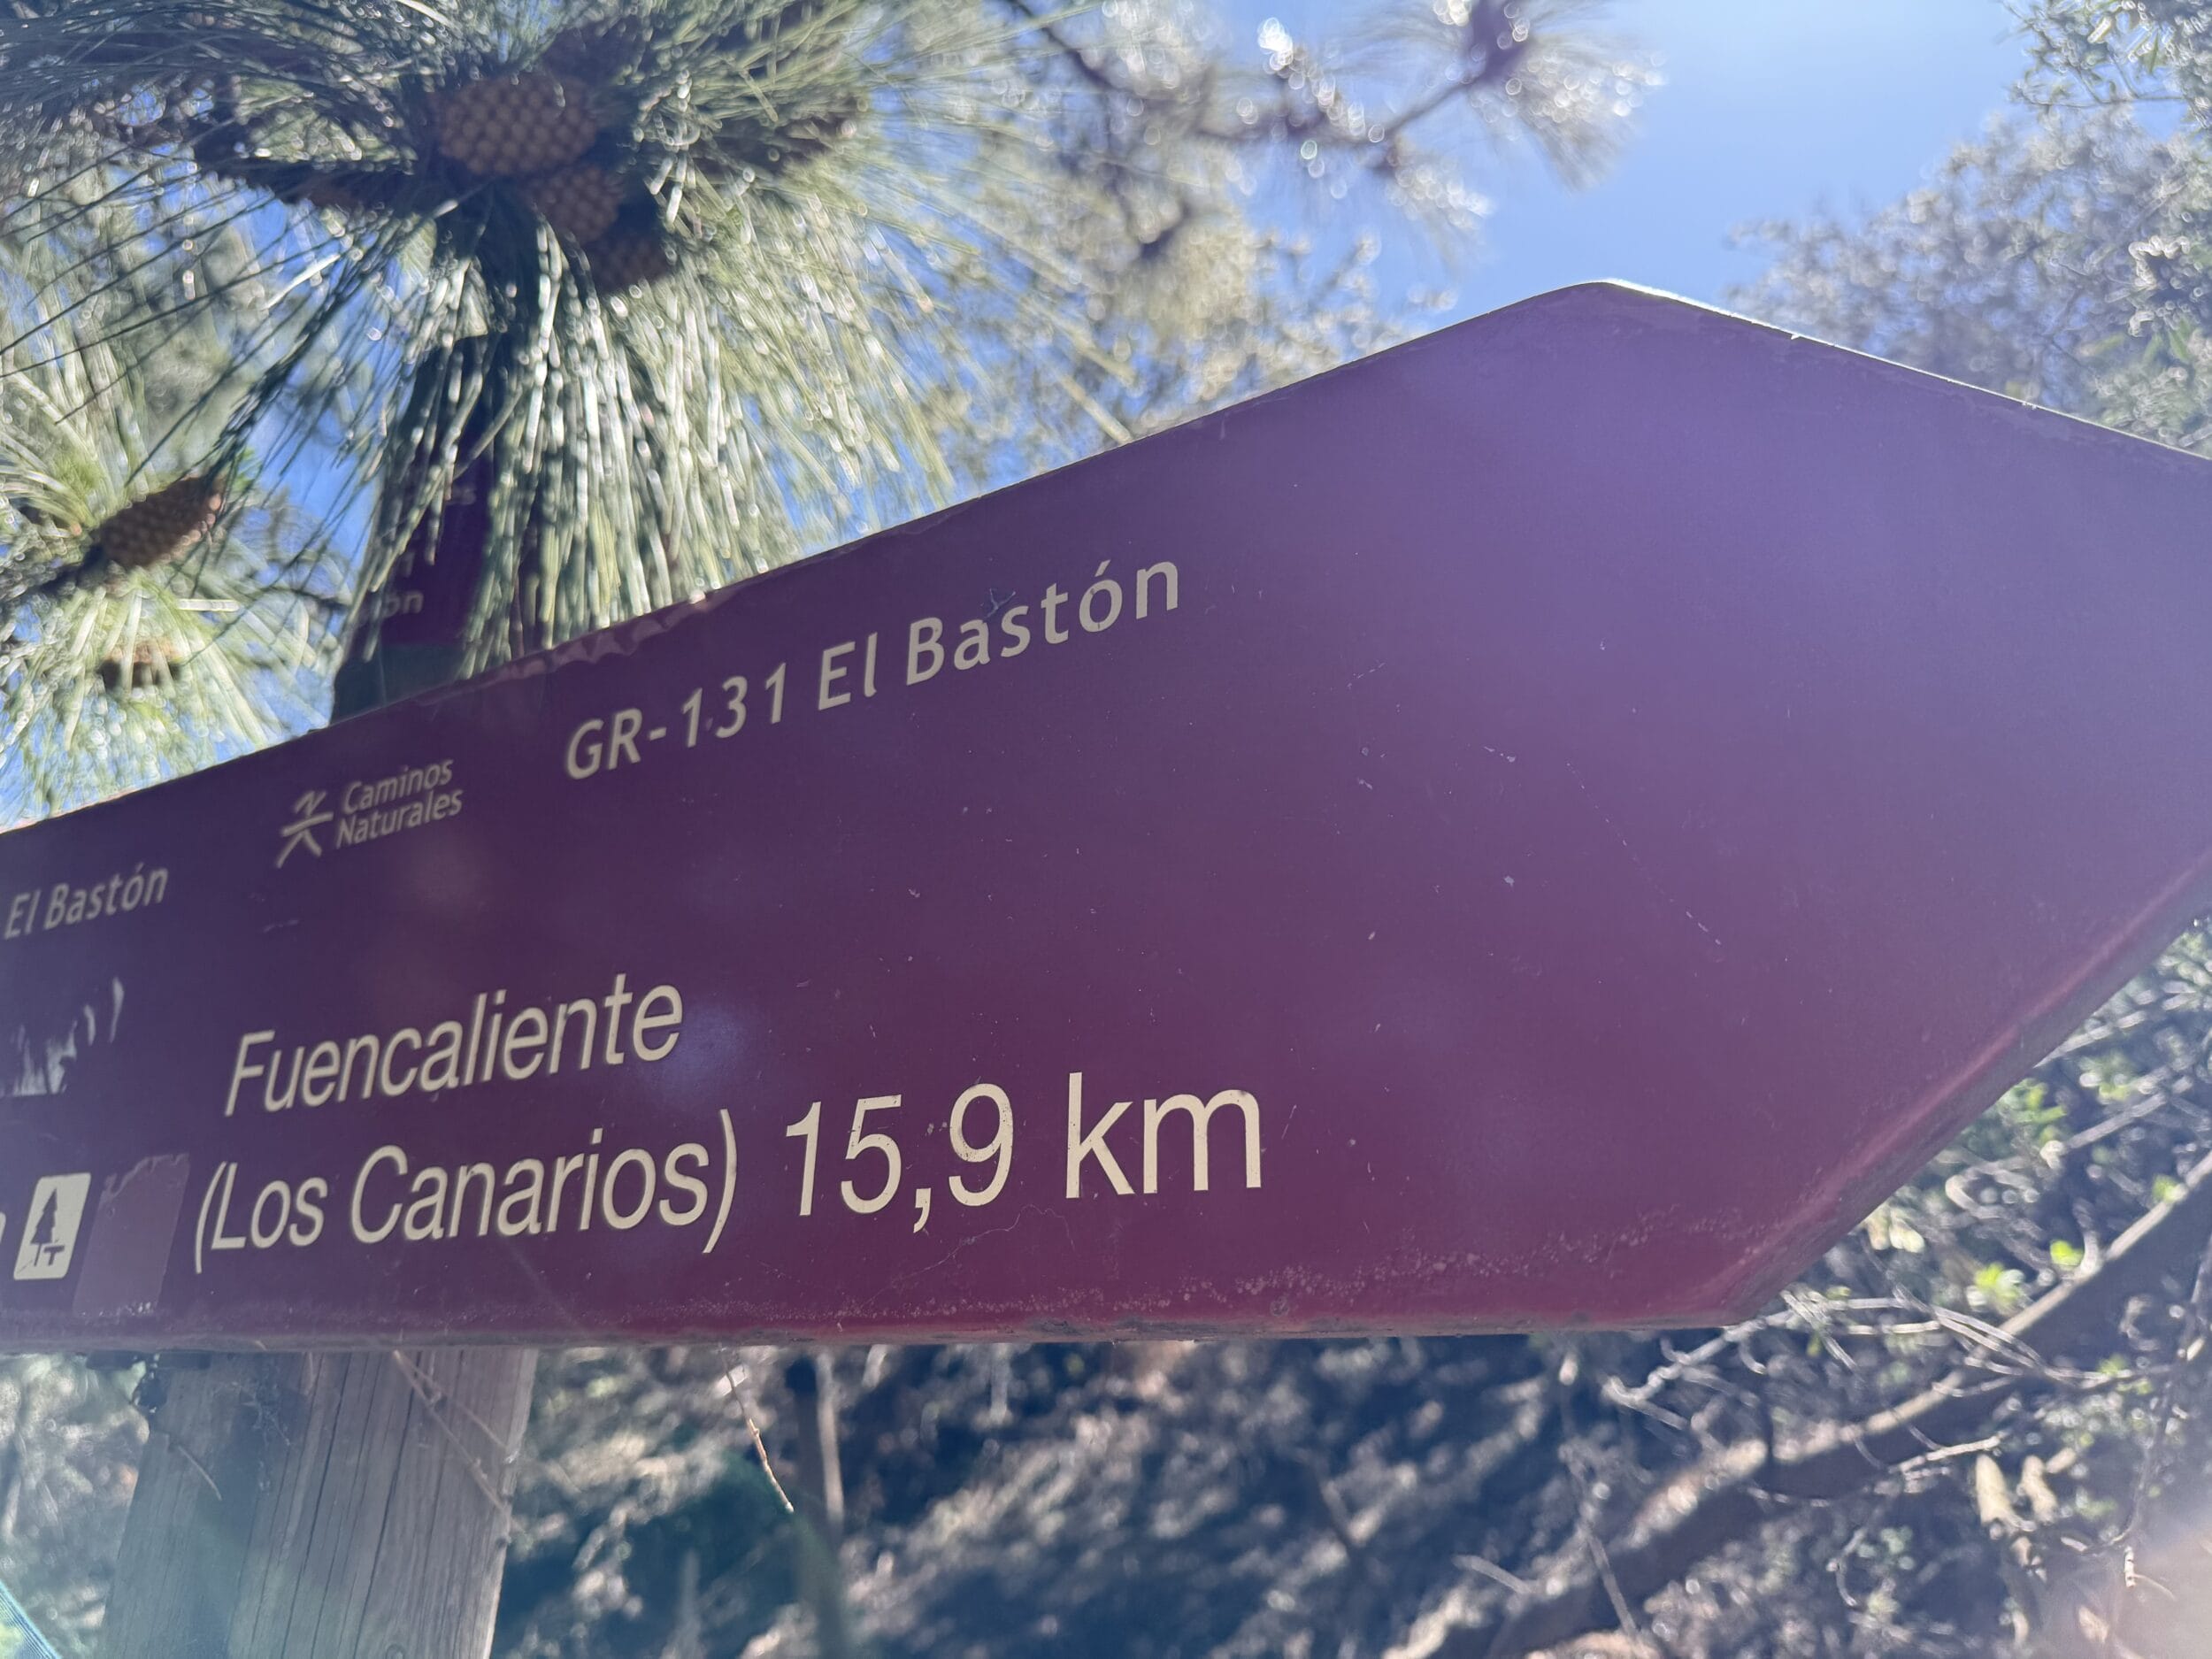 GR-131 El Bastón
Caminos
Naturales
El Bastón
Fuencaliente
(Los Canarios) 15,9 km